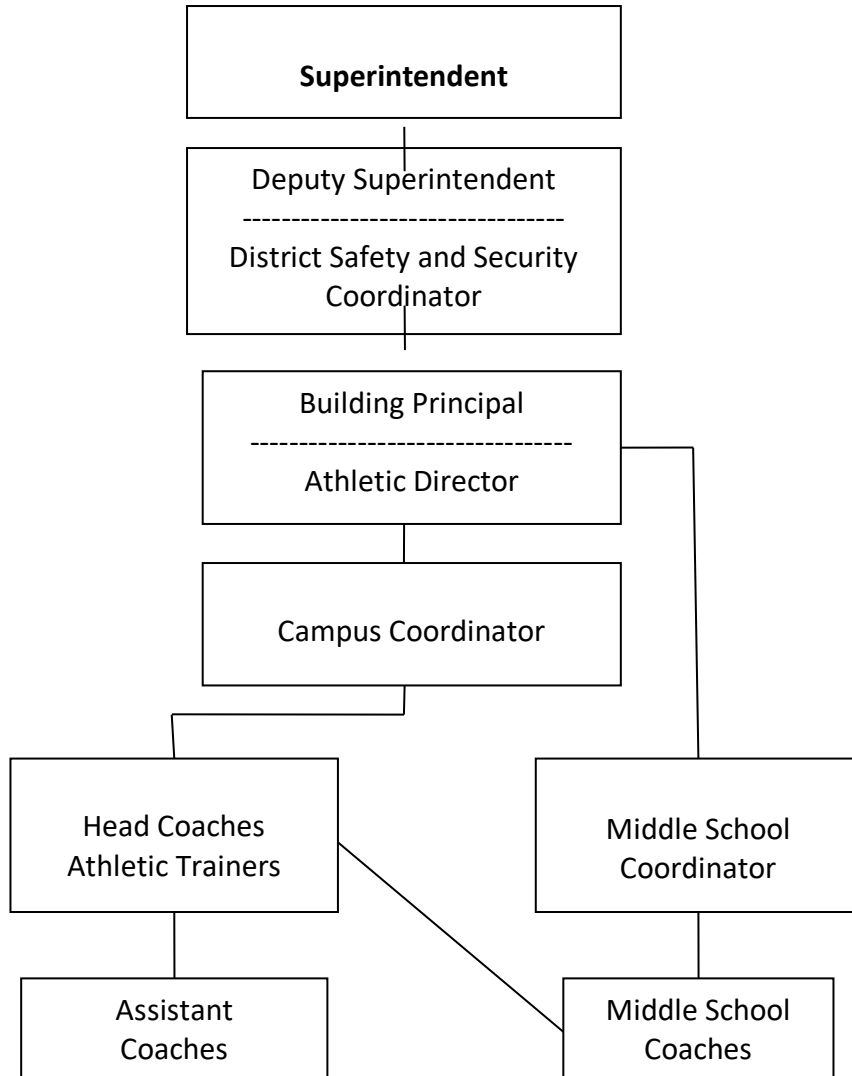 Superintendent
Deputy Superintendent
----------------------------------
District Safety and Security
Coordinator
Building Principal
----------------------------------
Athletic Director
Campus Coordinator
Head Coaches
Athletic Trainers
Middle School
Coordinator
Assistant
Coaches
Middle School
Coaches